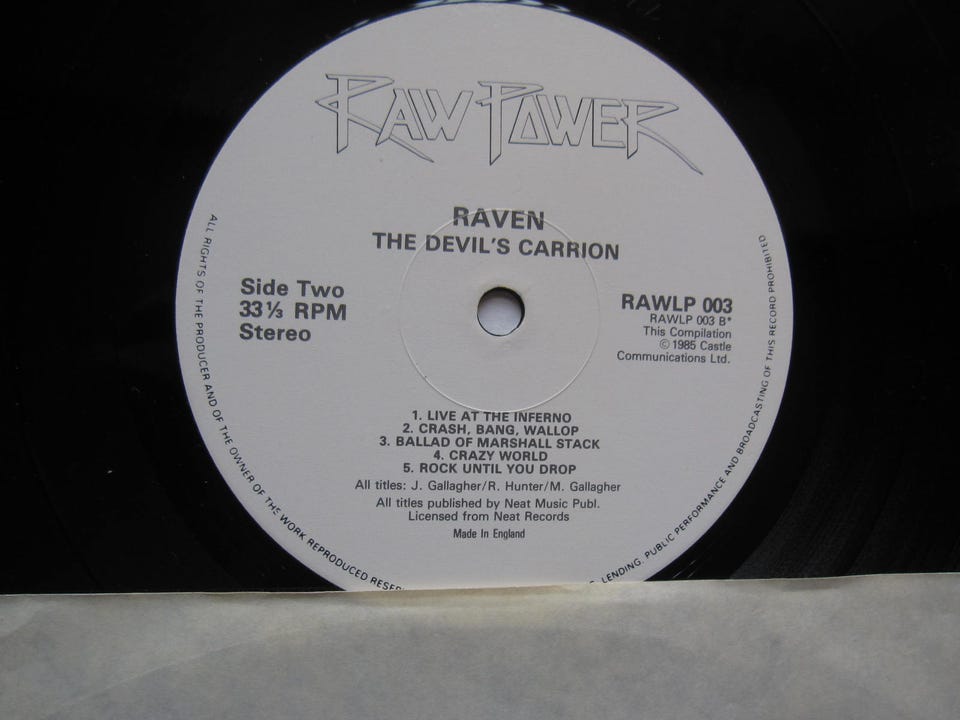 RAW POWER
RAVEN
THE DEVIL'S CARRION
Side Two
33⅓ RPM
Stereo
RAWLP 003
RAWLP 003 B*
This Compilation
© 1985 Castle
Communications Ltd.
1. LIVE AT THE INFERNO
2. CRASH, BANG, WALLOP
3. BALLAD OF MARSHALL STACK
4. CRAZY WORLD
5. ROCK UNTIL YOU DROP
All titles: J. Gallagher/R. Hunter/M. Gallagher
All titles published by Neat Music Publ.
Licensed from Neat Records
Made In England
ALL RIGHTS OF THE PRODUCER AND OF THE OWNER OF THE WORK REPRODUCED
LENDING. PUBLIC PERFORMANCE AND BROADCASTING OF THIS RECORD PROHIBITED